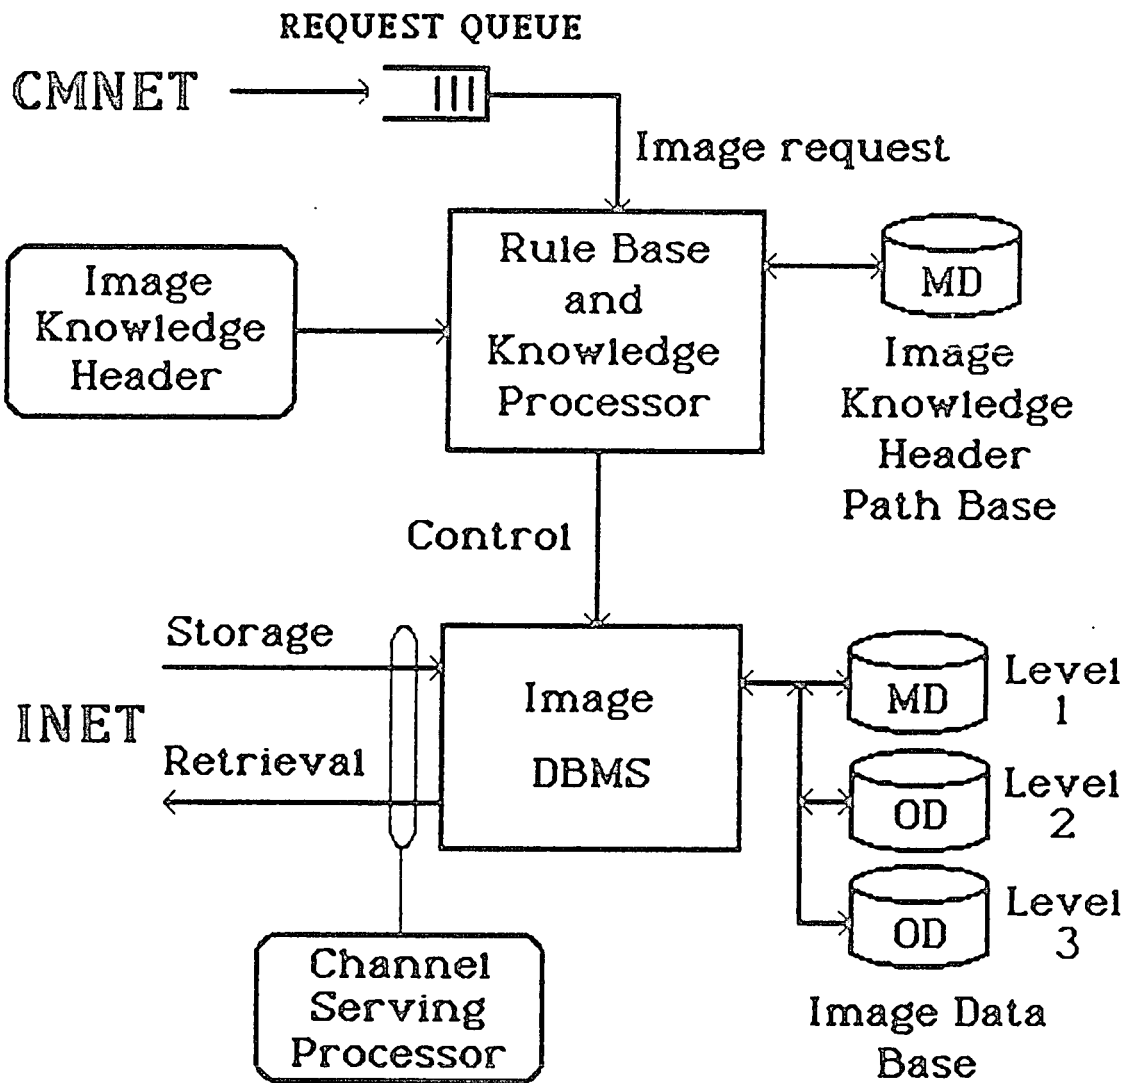 REQUEST QUEUE
CMNET
Image request
Image
Knowledge
Header
Rule Base
and
Knowledge
Processor
MD
Image
Knowledge
Header
Path Base
Control
Storage
INET
Retrieval
Image
DBMS
MD
Level
1
OD
Level
2
OD
Level
3
Channel
Serving
Processor
Image Data
Base